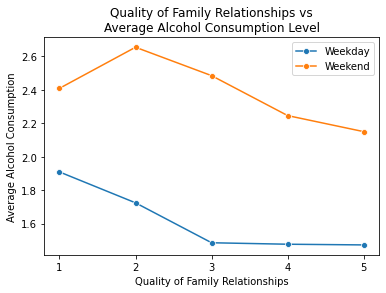 Quality of Family Relationships vs
Average Alcohol Consumption Level
Weekday
Weekend
Average Alcohol Consumption
2.6
2.4
2.2
2.0
1.8
1.6
1
2
3
4
5
Quality of Family Relationships